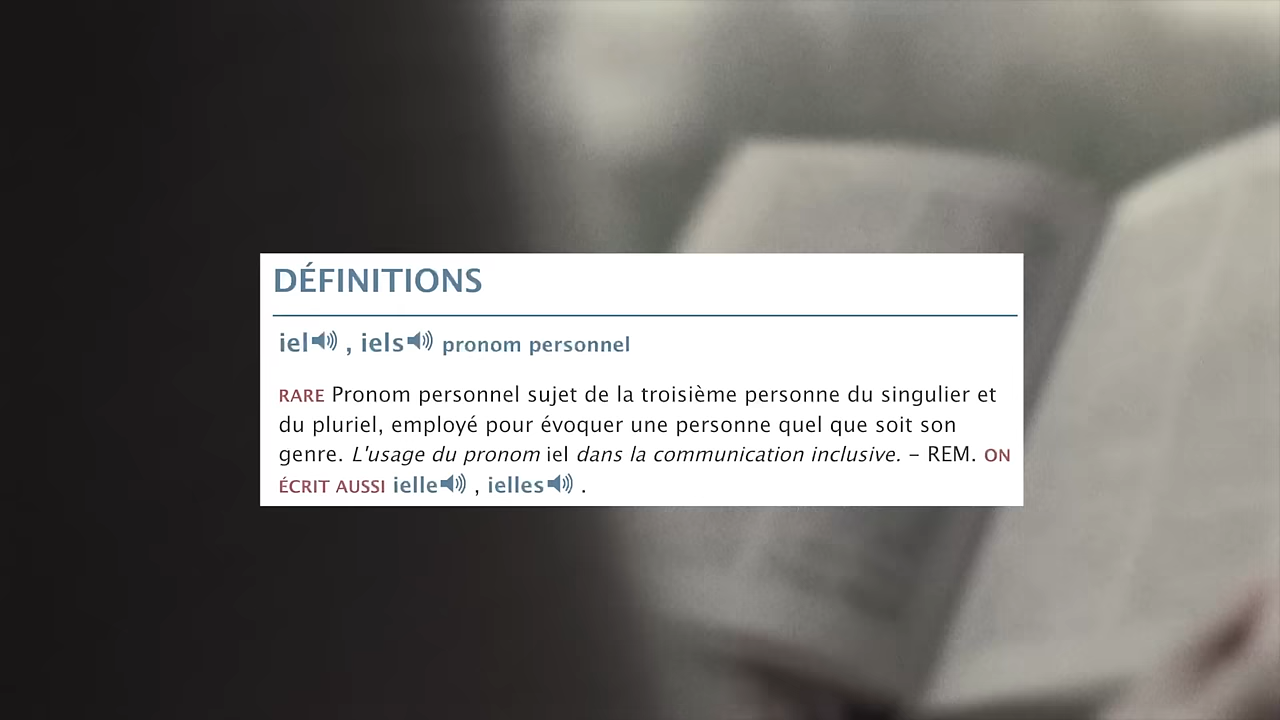 DÉFINITIONS
iel , iels pronom personnel
RARE Pronom personnel sujet de la troisième personne du singulier et
du pluriel, employé pour évoquer une personne quel que soit son
genre. L'usage du pronom iel dans la communication inclusive. – REM. ON
ÉCRIT AUSSI ielle , ielles .